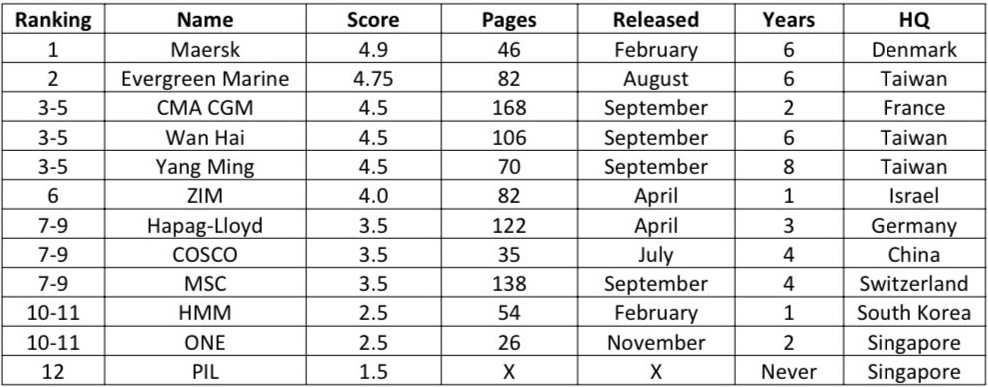 Ranking Name Score Pages Released Years HQ
1 Maersk 4.9 46 February 6 Denmark
2 Evergreen Marine 4.75 82 August 6 Taiwan
3-5 CMA CGM 4.5 168 September 2 France
3-5 Wan Hai 4.5 106 September 6 Taiwan
3-5 Yang Ming 4.5 70 September 8 Taiwan
6 ZIM 4.0 82 April 1 Israel
7-9 Hapag-Lloyd 3.5 122 April 3 Germany
7-9 COSCO 3.5 35 July 4 China
7-9 MSC 3.5 138 September 4 Switzerland
10-11 HMM 2.5 54 February 1 South Korea
10-11 ONE 2.5 26 November 2 Singapore
12 PIL 1.5 X X Never Singapore